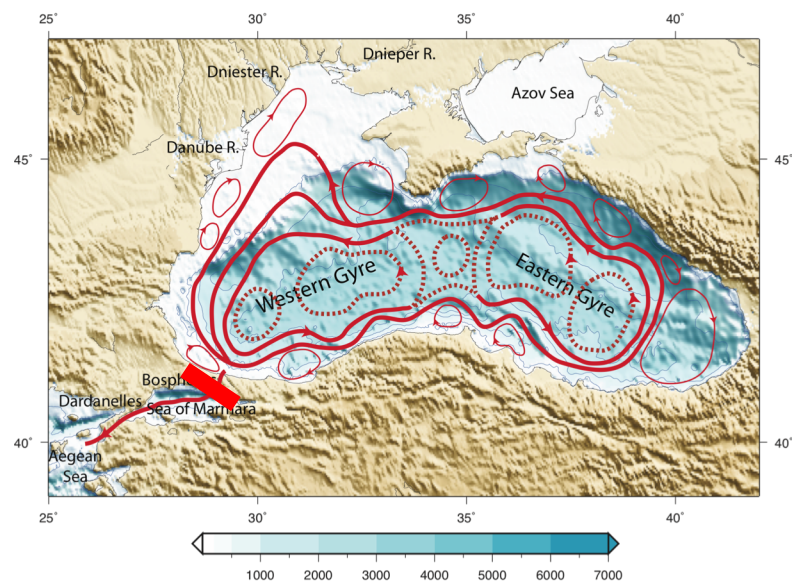 25°
30°
35°
40°
Dnieper R.
Dniester R.
Azov Sea
Danube R.
45°
45°
Western Gyre
Eastern Gyre
Dardanelles
Sea of Marmara
40°
40°
Aegean
Sea
25°
30°
35°
40°
1000
2000
3000
4000
5000
6000
7000